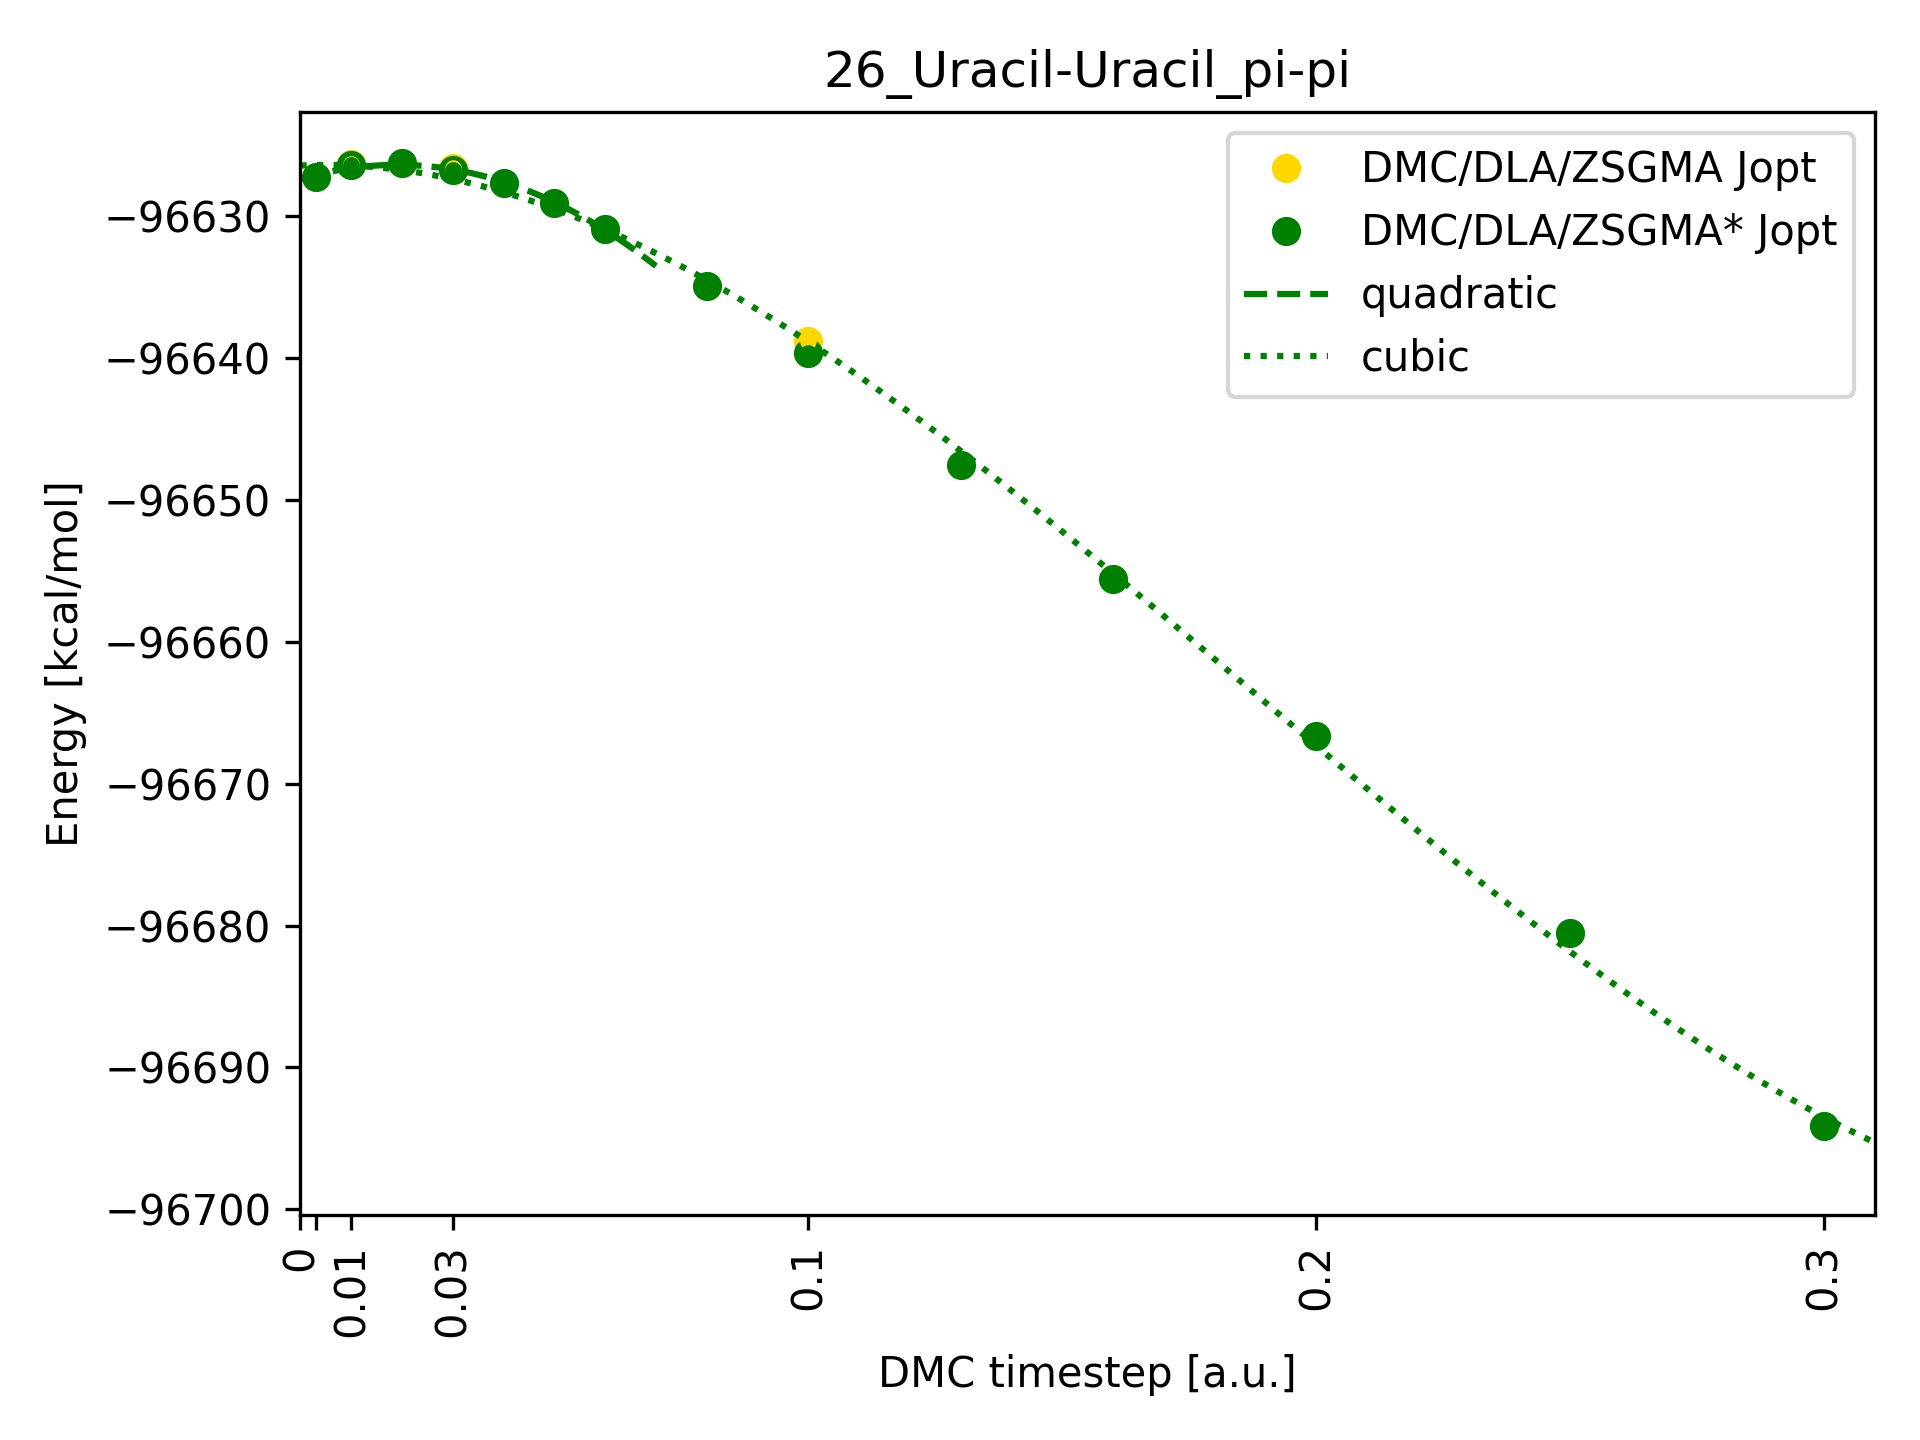 26_Uracil-Uracil_pi-pi
DMC/DLA/ZSGMA Jopt
DMC/DLA/ZSGMA* Jopt
quadratic
cubic
Energy [kcal/mol]
−96630
−96640
−96650
−96660
−96670
−96680
−96690
−96700
0
0.01
0.03
0.1
0.2
0.3
DMC timestep [a.u.]